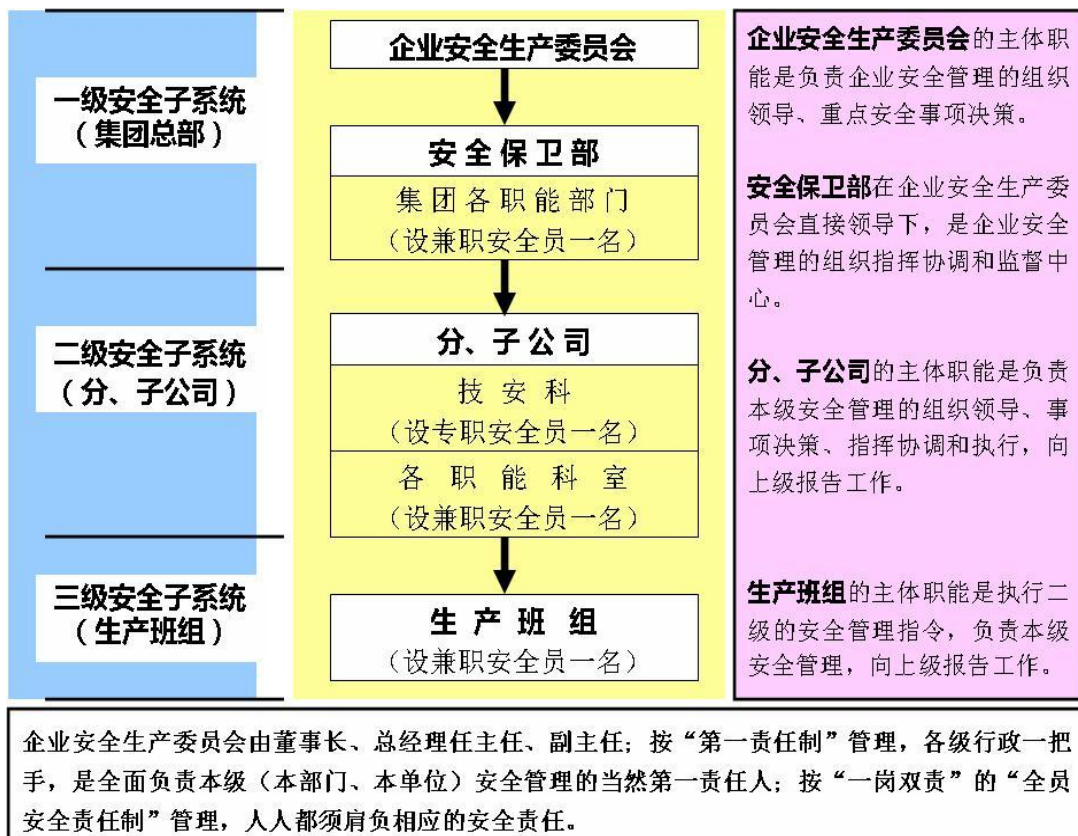 一级安全子系统
（集团总部）
二级安全子系统
（分、子公司）
三级安全子系统
（生产班组）
企业安全生产委员会
安全保卫部
集团各职能部门
（设兼职安全员一名）
分、子公司
技安科
（设专职安全员一名）
各职能科室
（设兼职安全员一名）
生产班组
（设兼职安全员一名）
企业安全生产委员会的主体职
能是负责企业安全管理的组织
领导、重点安全事项决策。
安全保卫部在企业安全生产委
员会直接领导下，是企业安全
管理的组织指挥协调和监督中
心。
分、子公司的主体职能是负责
本级安全管理的组织领导、事
项决策、指挥协调和执行，向
上级报告工作。
生产班组的主体职能是执行二
级的安全管理指令，负责本级
安全管理，向上级报告工作。
企业安全生产委员会由董事长、总经理任主任、副主任；按“第一责任制”管理，各级行政一把
手，是全面负责本级（本部门、本单位）安全管理的当然第一责任人；按“一岗双责”的“全员
安全责任制”管理，人人都须肩负相应的安全责任。